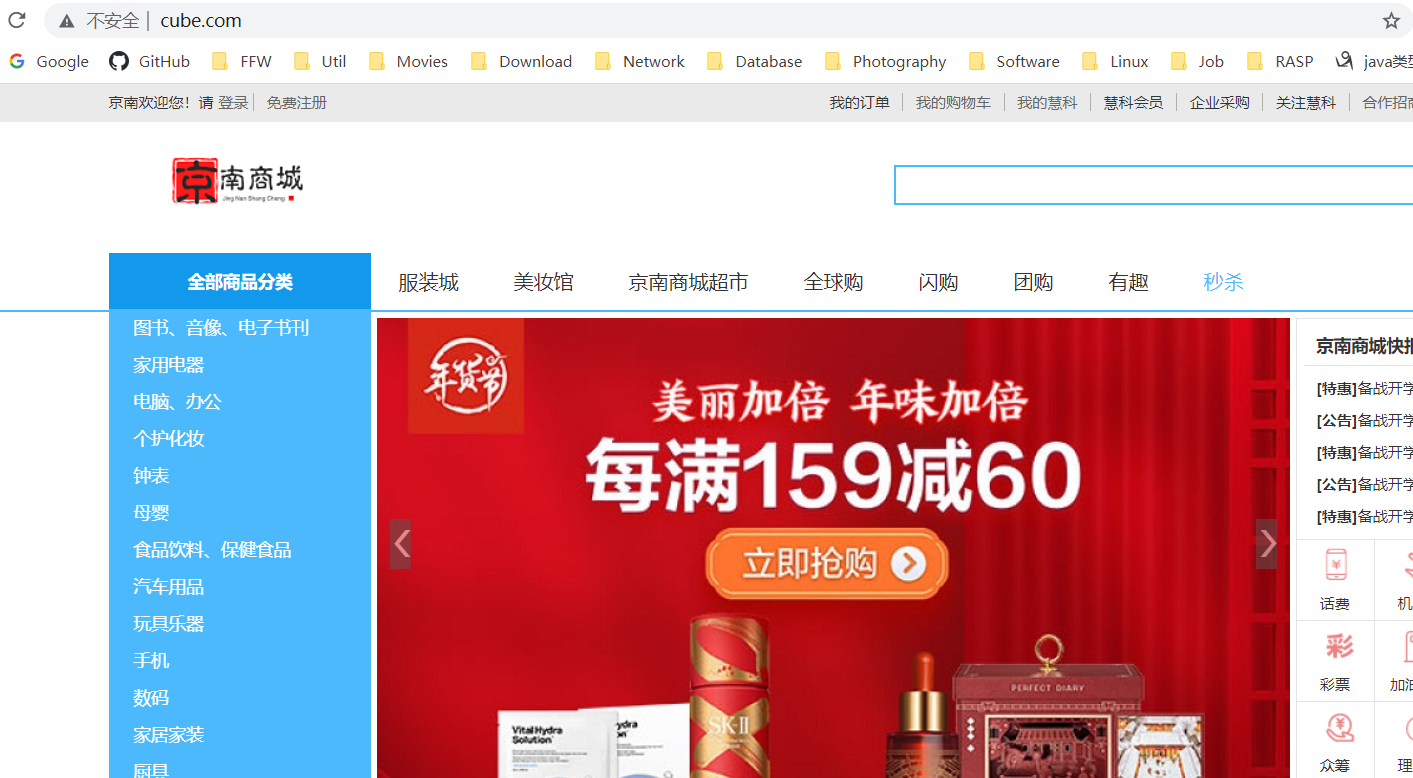 不安全 | cube.com
Google GitHub FFW Util Movies Download Network Database Photography Software Linux Job RASP java类
京南欢迎您！请 登录 免费注册 我的订单 我的购物车 我的慧科 慧科会员 企业采购 关注慧科 合作招
京南商城
Jing Nan Shang Cheng
全部商品分类 服装城 美妆馆 京南商城超市 全球购 闪购 团购 有趣 秒杀
图书、音像、电子书刊
家用电器
电脑、办公
个护化妆
钟表
母婴
食品饮料、保健食品
汽车用品
玩具乐器
手机
数码
家居家装
厨具
年货节
美丽加倍 年味加倍
每满159减60
立即抢购
Vital Hydra
Solution
SK-II
PERFECT DIARY
京南商城快报
[特惠]备战开学
[公告]备战开学
[特惠]备战开学
[公告]备战开学
[特惠]备战开学
话费 机
彩
彩票 加油
众筹 理